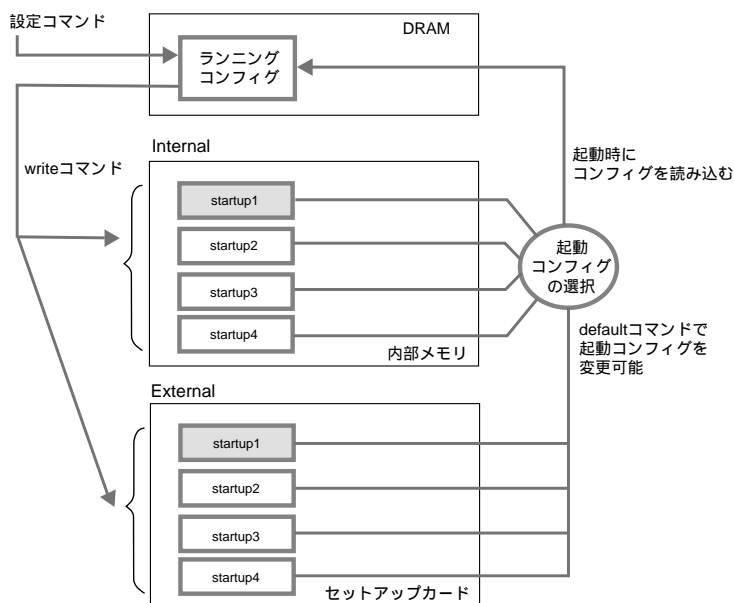 設定コマンド
DRAM
ランニング
コンフィグ
Internal
writeコマンド
起動時に
コンフィグを読み込む
startup1
startup2
startup3
startup4
内部メモリ
起動
コンフィグ
の選択
defaultコマンドで
起動コンフィグを
変更可能
External
startup1
startup2
startup3
startup4
セットアップカード